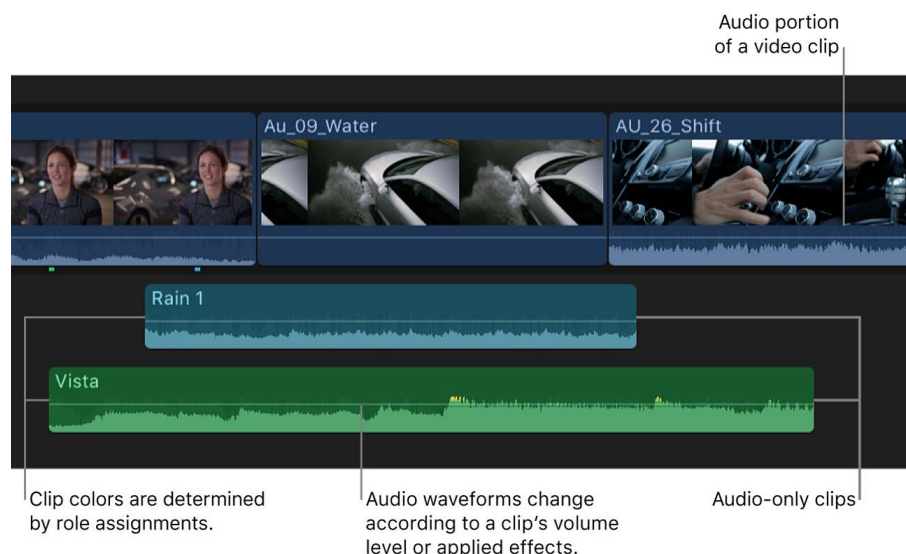 Audio portion
of a video clip
Au_09_Water
AU_26_Shift
Rain 1
Vista
Clip colors are determined
by role assignments.
Audio waveforms change
according to a clip’s volume
level or applied effects.
Audio-only clips